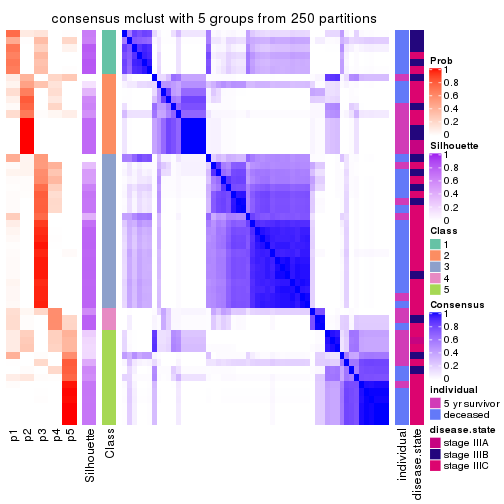 consensus mclust with 5 groups from 250 partitions
Prob
1
0.8
0.6
0.4
0.2
0
Silhouette
1
0.8
0.6
0.4
0.2
0
Class
1
2
3
4
5
Consensus
1
0.8
0.6
0.4
0.2
0
individual
5 yr survivor
deceased
disease.state
stage IIIA
stage IIIB
stage IIIC
p1
p2
p3
p4
p5
Silhouette
Class
individual
disease.state